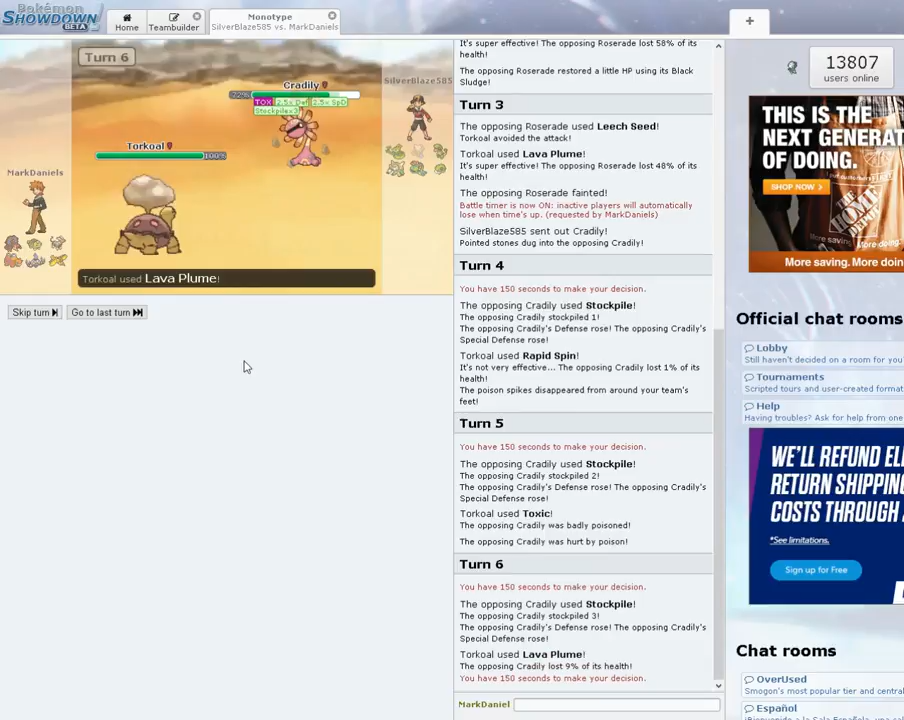 Pokémon
SHOWDOWN
BETA
Home
Teambuilder
Monotype
SilverBlaze585 vs. MarkDaniels
+
Turn 6
Cradily
72%
TOX 2.5x Def 2.5x SpD
Stockpile×3
Torkoal
100%
SilverBlaze585
MarkDaniels
Torkoal used Lava Plume!
Skip turn
Go to last turn
It's super effective! The opposing Roserade lost 58% of its
health!
The opposing Roserade restored a little HP using its Black
Sludge!
Turn 3
The opposing Roserade used Leech Seed!
Torkoal avoided the attack!
Torkoal used Lava Plume!
It's super effective! The opposing Roserade lost 48% of its
health!
The opposing Roserade fainted!
Battle timer is now ON: inactive players will automatically
lose when time's up. (requested by MarkDaniels)
SilverBlaze585 sent out Cradily!
Pointed stones dug into the opposing Cradily!
Turn 4
You have 150 seconds to make your decision.
The opposing Cradily used Stockpile!
The opposing Cradily stockpiled 1!
The opposing Cradily's Defense rose! The opposing Cradily's
Special Defense rose!
Torkoal used Rapid Spin!
It's not very effective... The opposing Cradily lost 1% of its
health!
The poison spikes disappeared from around your team's
feet!
Turn 5
You have 150 seconds to make your decision.
The opposing Cradily used Stockpile!
The opposing Cradily stockpiled 2!
The opposing Cradily's Defense rose! The opposing Cradily's
Special Defense rose!
Torkoal used Toxic!
The opposing Cradily was badly poisoned!
The opposing Cradily was hurt by poison!
Turn 6
You have 150 seconds to make your decision.
The opposing Cradily used Stockpile!
The opposing Cradily stockpiled 3!
The opposing Cradily's Defense rose! The opposing Cradily's
Special Defense rose!
Torkoal used Lava Plume!
The opposing Cradily lost 9% of its health!
You have 150 seconds to make your decision.
MarkDaniel
13807
users online
THIS IS THE
NEXT GENERAT
OF DOING.
SHOP NOW
More saving. More doin
Official chat rooms
Lobby
Still haven't decided on a room for you
Tournaments
Scripted tours and user-created format
Help
Having troubles? Ask for help from one
WE'LL REFUND EL
RETURN SHIPPING
COSTS THROUGH
*See limitations.
Sign up for Free
Chat rooms
OverUsed
Smogon's most popular tier and central
Español